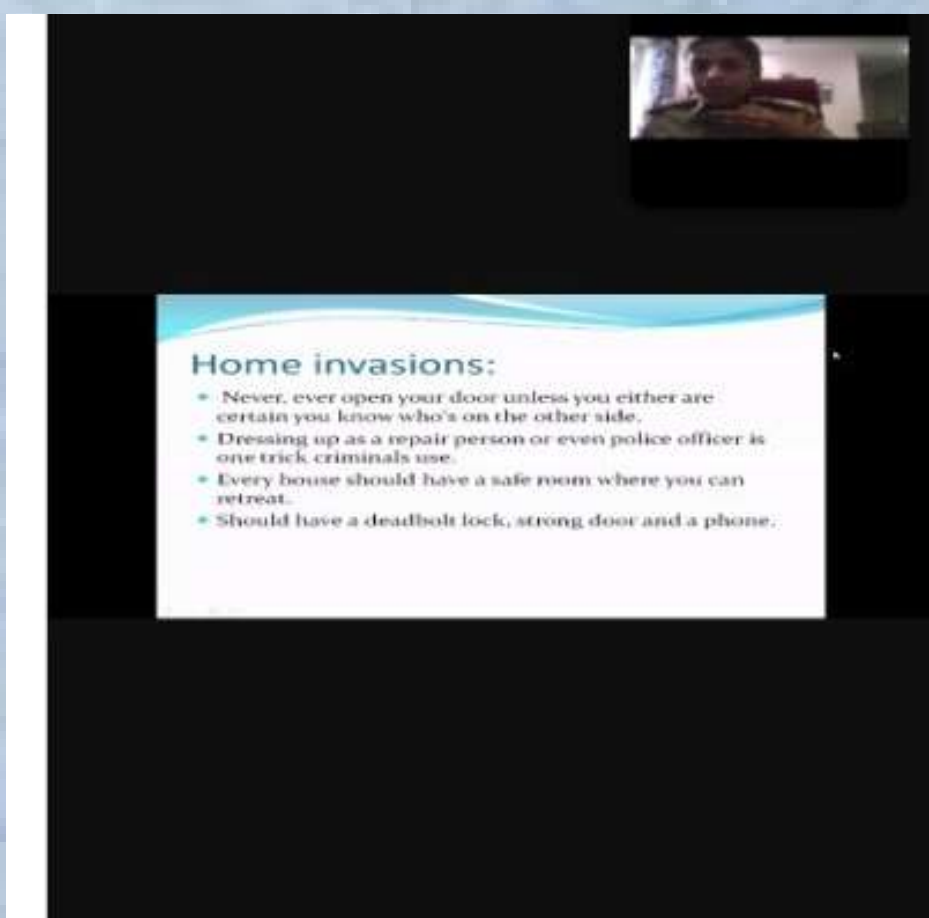 Home invasions:
• Never, ever open your door unless you either are
certain you know who's on the other side.
• Dressing up as a repair person or even police officer is
one trick criminals use.
• Every house should have a safe room where you can
retreat.
• Should have a deadbolt lock, strong door and a phone.